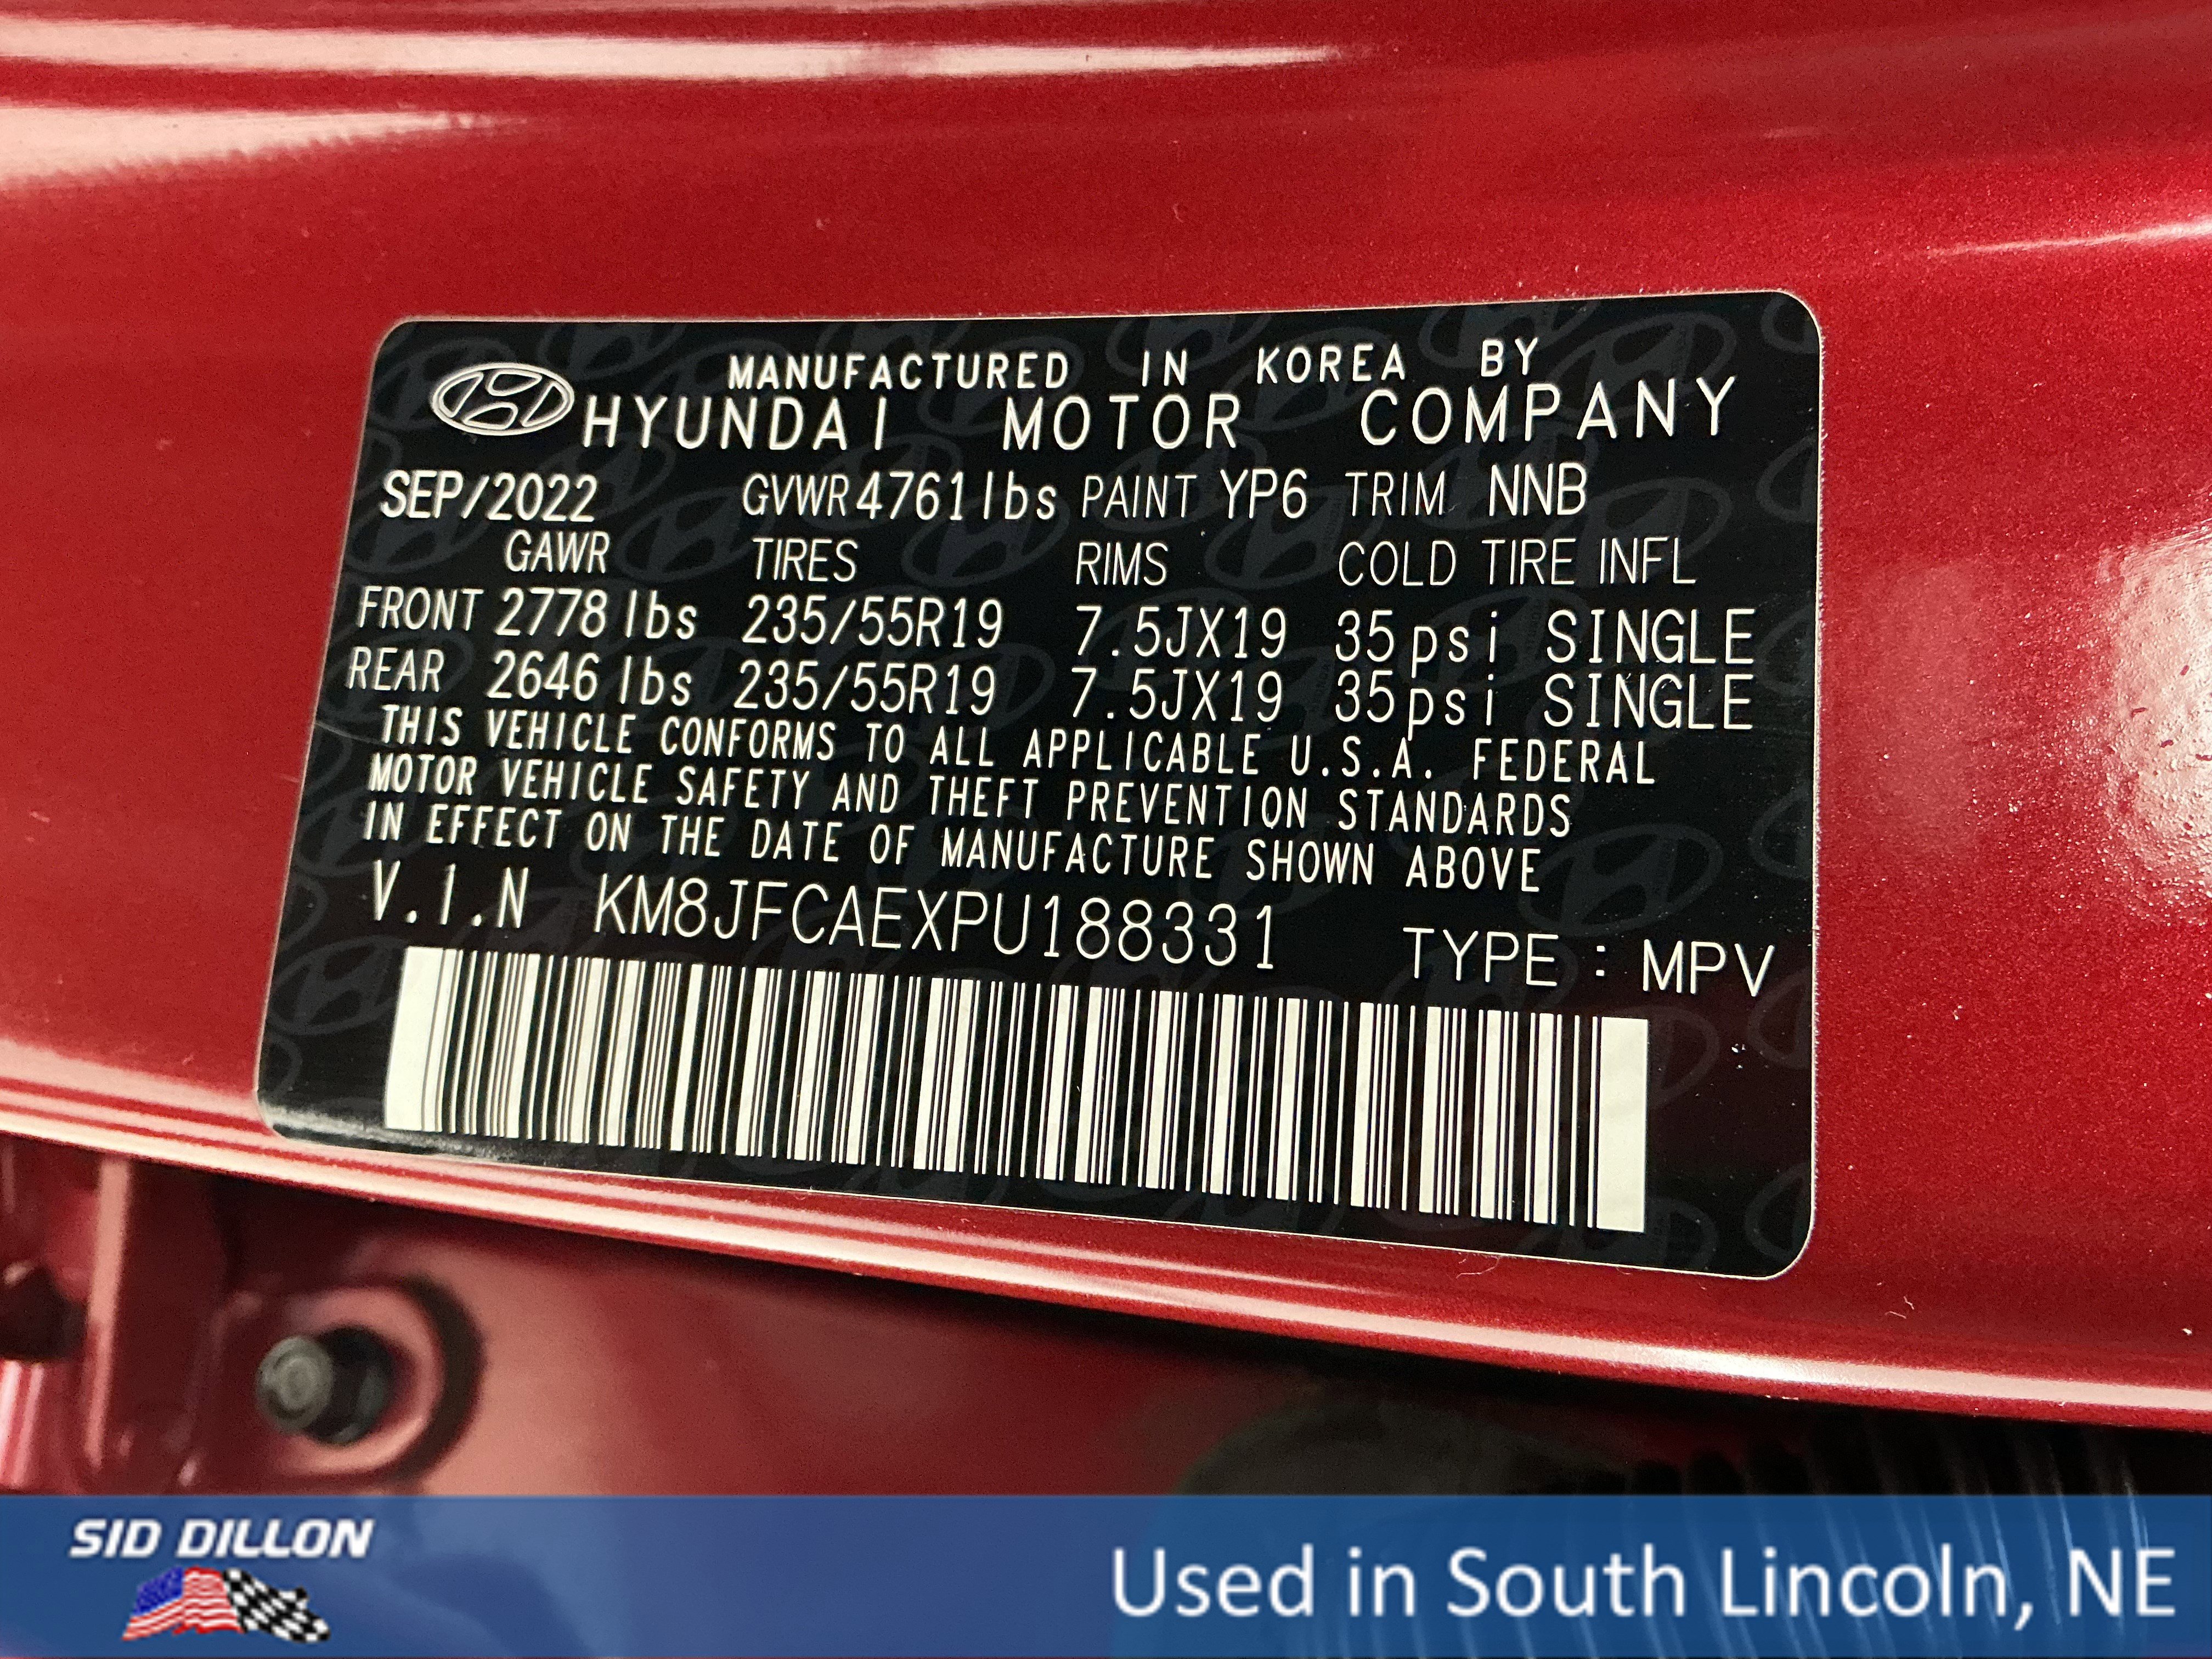 MANUFACTURED IN KOREA BY
HYUNDAI MOTOR COMPANY
SEP/2022 GVWR 4761lbs PAINT YP6 TRIM NNB
GAWR TIRES RIMS COLD TIRE INFL
FRONT 2778 lbs 235/55R19 7.5JX19 35psi SINGLE
REAR 2646 lbs 235/55R19 7.5JX19 35psi SINGLE
THIS VEHICLE CONFORMS TO ALL APPLICABLE U.S.A. FEDERAL
MOTOR VEHICLE SAFETY AND THEFT PREVENTION STANDARDS
IN EFFECT ON THE DATE OF MANUFACTURE SHOWN ABOVE
V.I.N KM8JFCAEXPU188331 TYPE : MPV
SID DILLON
Used in South Lincoln, NE